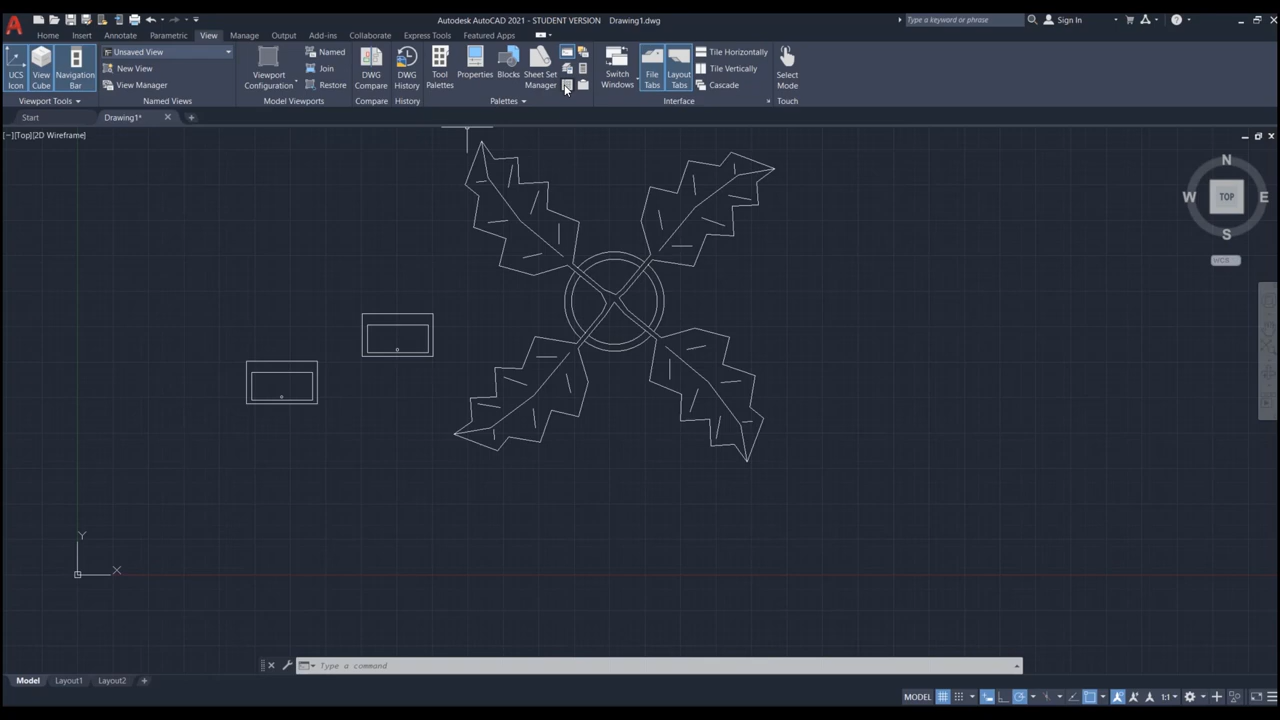 Autodesk AutoCAD 2021 - STUDENT VERSION Drawing1.dwg
Type a keyword or phrase
Sign In
Home Insert Annotate Parametric View Manage Output Add-ins Collaborate Express Tools Featured Apps
UCS Icon
View Cube
Navigation Bar
Viewport Tools
Unsaved View
New View
View Manager
Named Views
Viewport Configuration
Named
Join
Restore
Model Viewports
DWG Compare
Compare
DWG History
History
Tool Palettes
Properties
Blocks
Sheet Set Manager
Palettes
Switch Windows
File Tabs
Layout Tabs
Tile Horizontally
Tile Vertically
Cascade
Interface
Select Mode
Touch
Start
Drawing1*
[−][Top][2D Wireframe]
N
W
TOP
E
S
WCS
Y
X
Type a command
Model Layout1 Layout2
MODEL
1:1